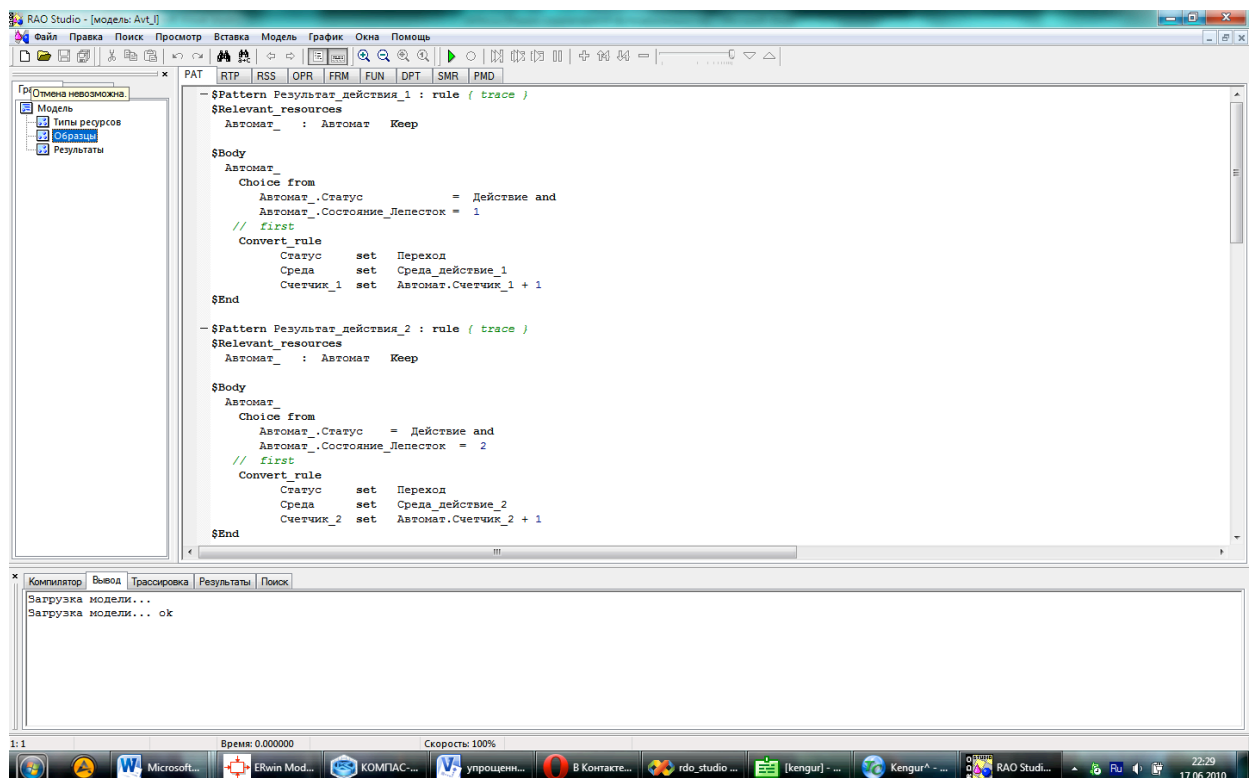 RAO Studio - [модель: Avt_l]
Файл Правка Поиск Просмотр Вставка Модель График Окна Помощь
PAT RTP RSS OPR FRM FUN DPT SMR PMD
Отмена невозможна.
Модель
Типы ресурсов
Образцы
Результаты
$Pattern Результат_действия_1 : rule { trace }
$Relevant_resources
Автомат_ : Автомат Keep
$Body
Автомат_
Choice from
Автомат_.Статус = Действие and
Автомат_.Состояние_Лепесток = 1
// first
Convert_rule
Статус set Переход
Среда set Среда_действие_1
Счетчик_1 set Автомат.Счетчик_1 + 1
$End
$Pattern Результат_действия_2 : rule { trace }
$Relevant_resources
Автомат_ : Автомат Keep
$Body
Автомат_
Choice from
Автомат_.Статус = Действие and
Автомат_.Состояние_Лепесток = 2
// first
Convert_rule
Статус set Переход
Среда set Среда_действие_2
Счетчик_2 set Автомат.Счетчик_2 + 1
$End
Компилятор Вывод Трассировка Результаты Поиск
Загрузка модели...
Загрузка модели... ok
1: 1 Время: 0.000000 Скорость: 100%
Microsoft... ERwin Mod... КОМПАС-... упрощенн... В Контакте... rdo_studio ... [kengur] - ... Kengur^ - ... RAO Studi... Ru 22:29
17.06.2010